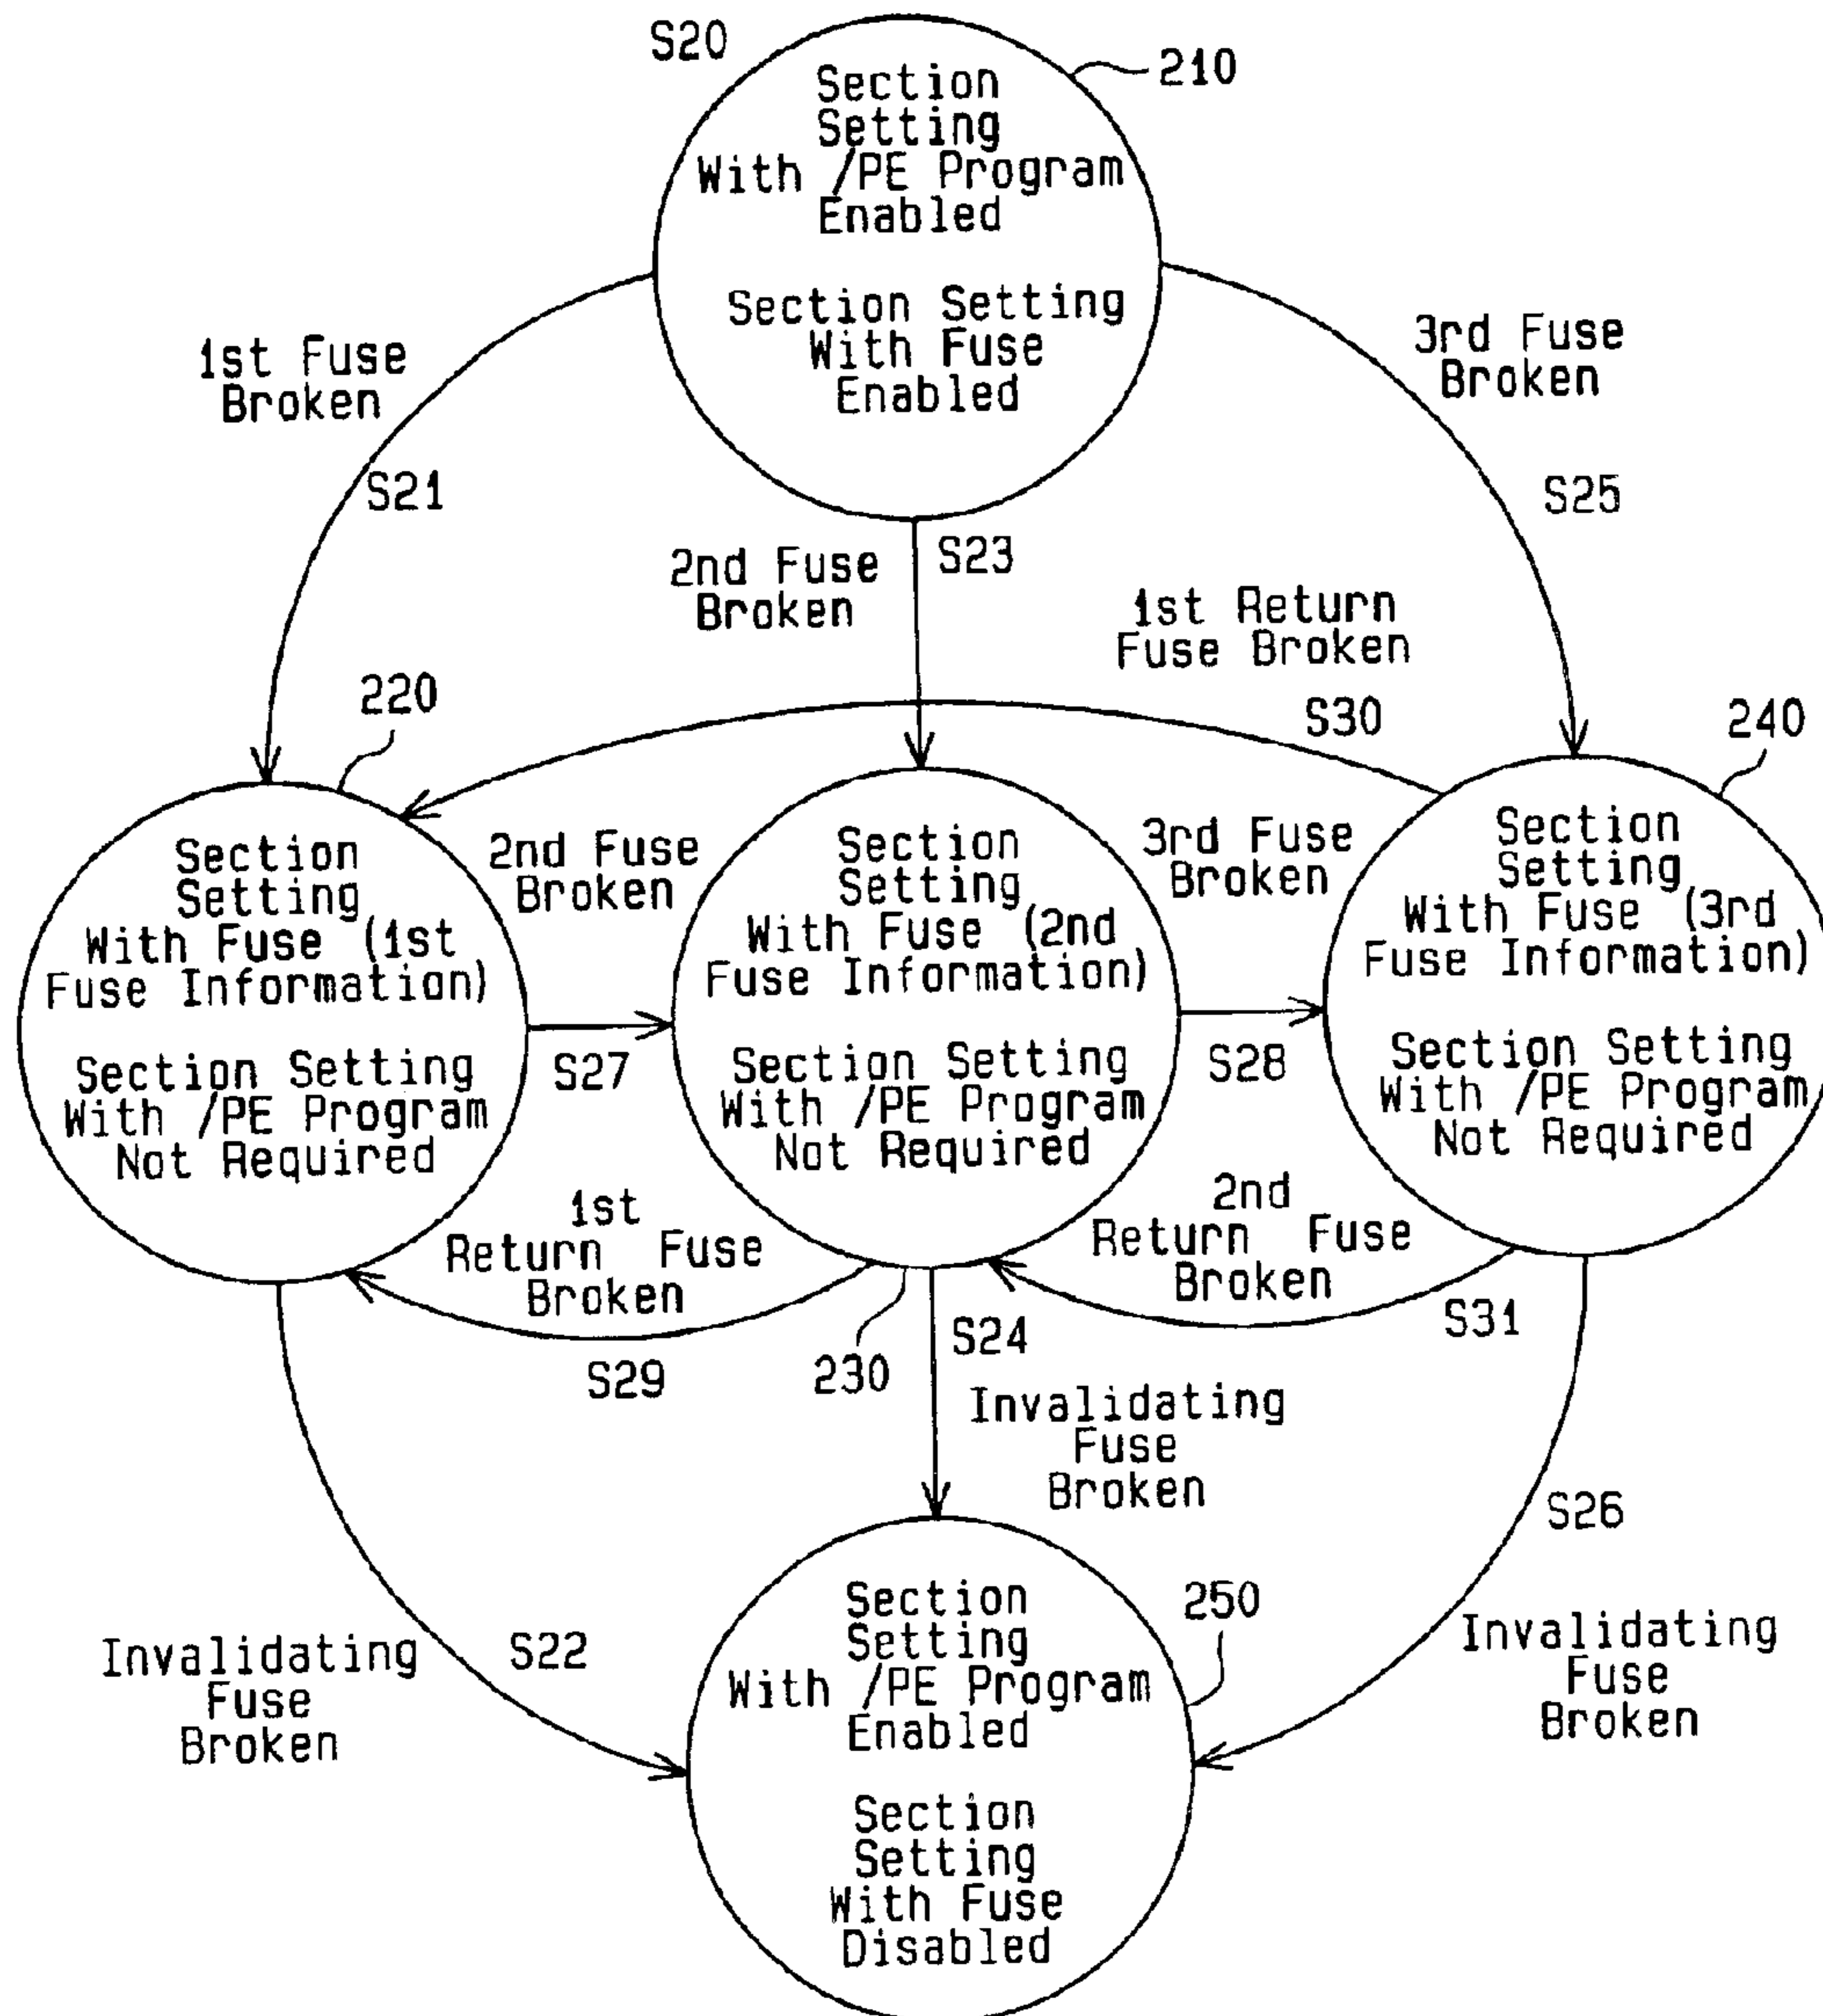 S20
210
Section
Setting
With /PE Program
Enabled
Section Setting
With Fuse
Enabled
1st Fuse
Broken
S21
3rd Fuse
Broken
S25
2nd Fuse
Broken
S23
1st Return
Fuse Broken
S30
220
240
Section
Setting
With Fuse (1st
Fuse Information)
Section Setting
With /PE Program
Not Required
2nd Fuse
Broken
S27
Section
Setting
With Fuse (2nd
Fuse Information)
Section Setting
With /PE Program
Not Required
3rd Fuse
Broken
S28
Section
Setting
With Fuse (3rd
Fuse Information)
Section Setting
With /PE Program
Not Required
1st
Return Fuse
Broken
S29
230
S24
2nd
Return Fuse
Broken
S31
Invalidating
Fuse
Broken
S26
Invalidating
Fuse
Broken
S22
Invalidating
Fuse
Broken
250
Section
Setting
With /PE Program
Enabled
Section
Setting
With Fuse
Disabled